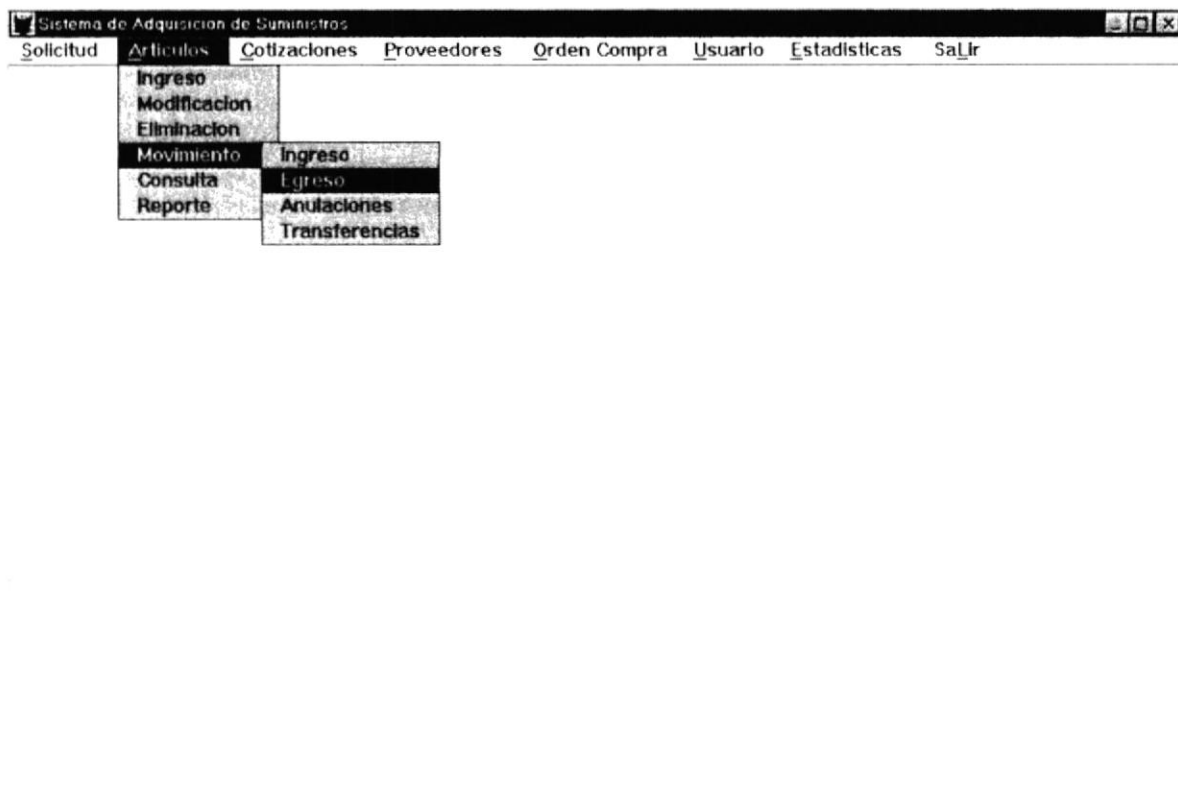 Sistema de Adquisicion de Suministros
Solicitud Articulos Cotizaciones Proveedores Orden Compra Usuario Estadisticas SaLir
Ingreso
Modificacion
Eliminacion
Movimiento Ingreso
Consulta Egreso
Reporte Anulaciones
Transferencias